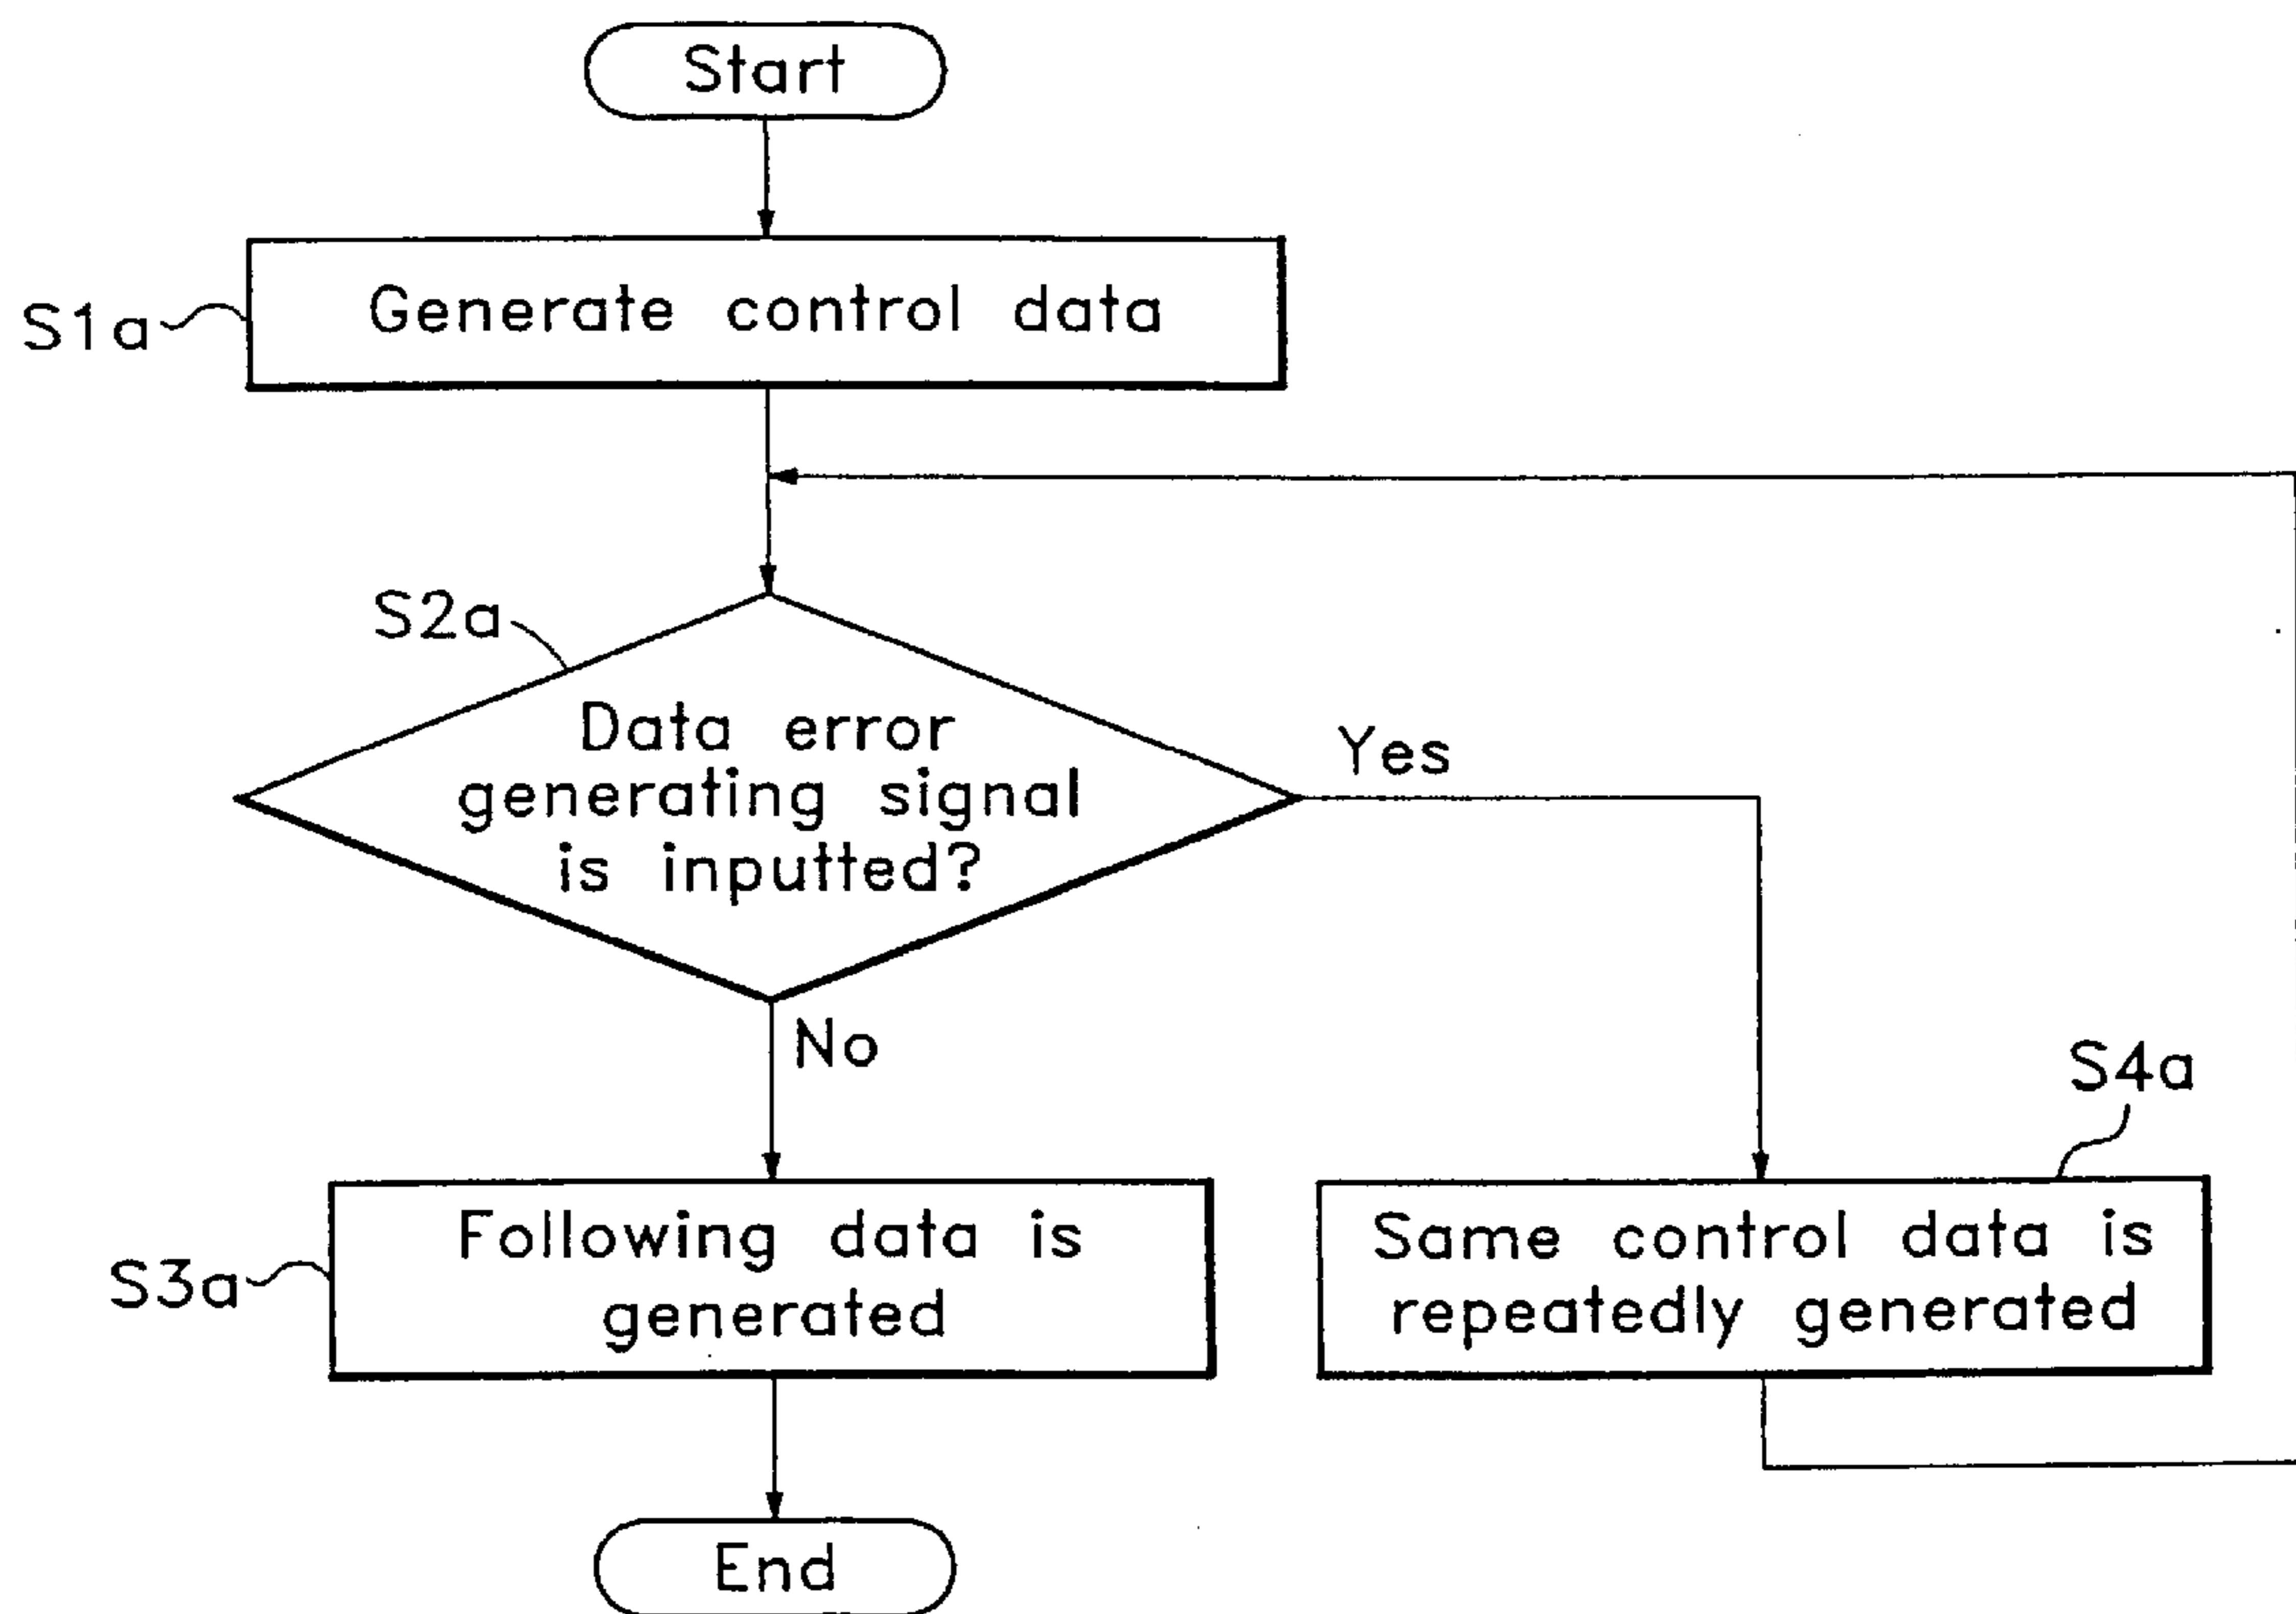 Start
S1a
Generate control data
S2a
Data error
generating signal
is inputted?
Yes
No
S4a
S3a
Following data is
generated
Same control data is
repeatedly generated
End